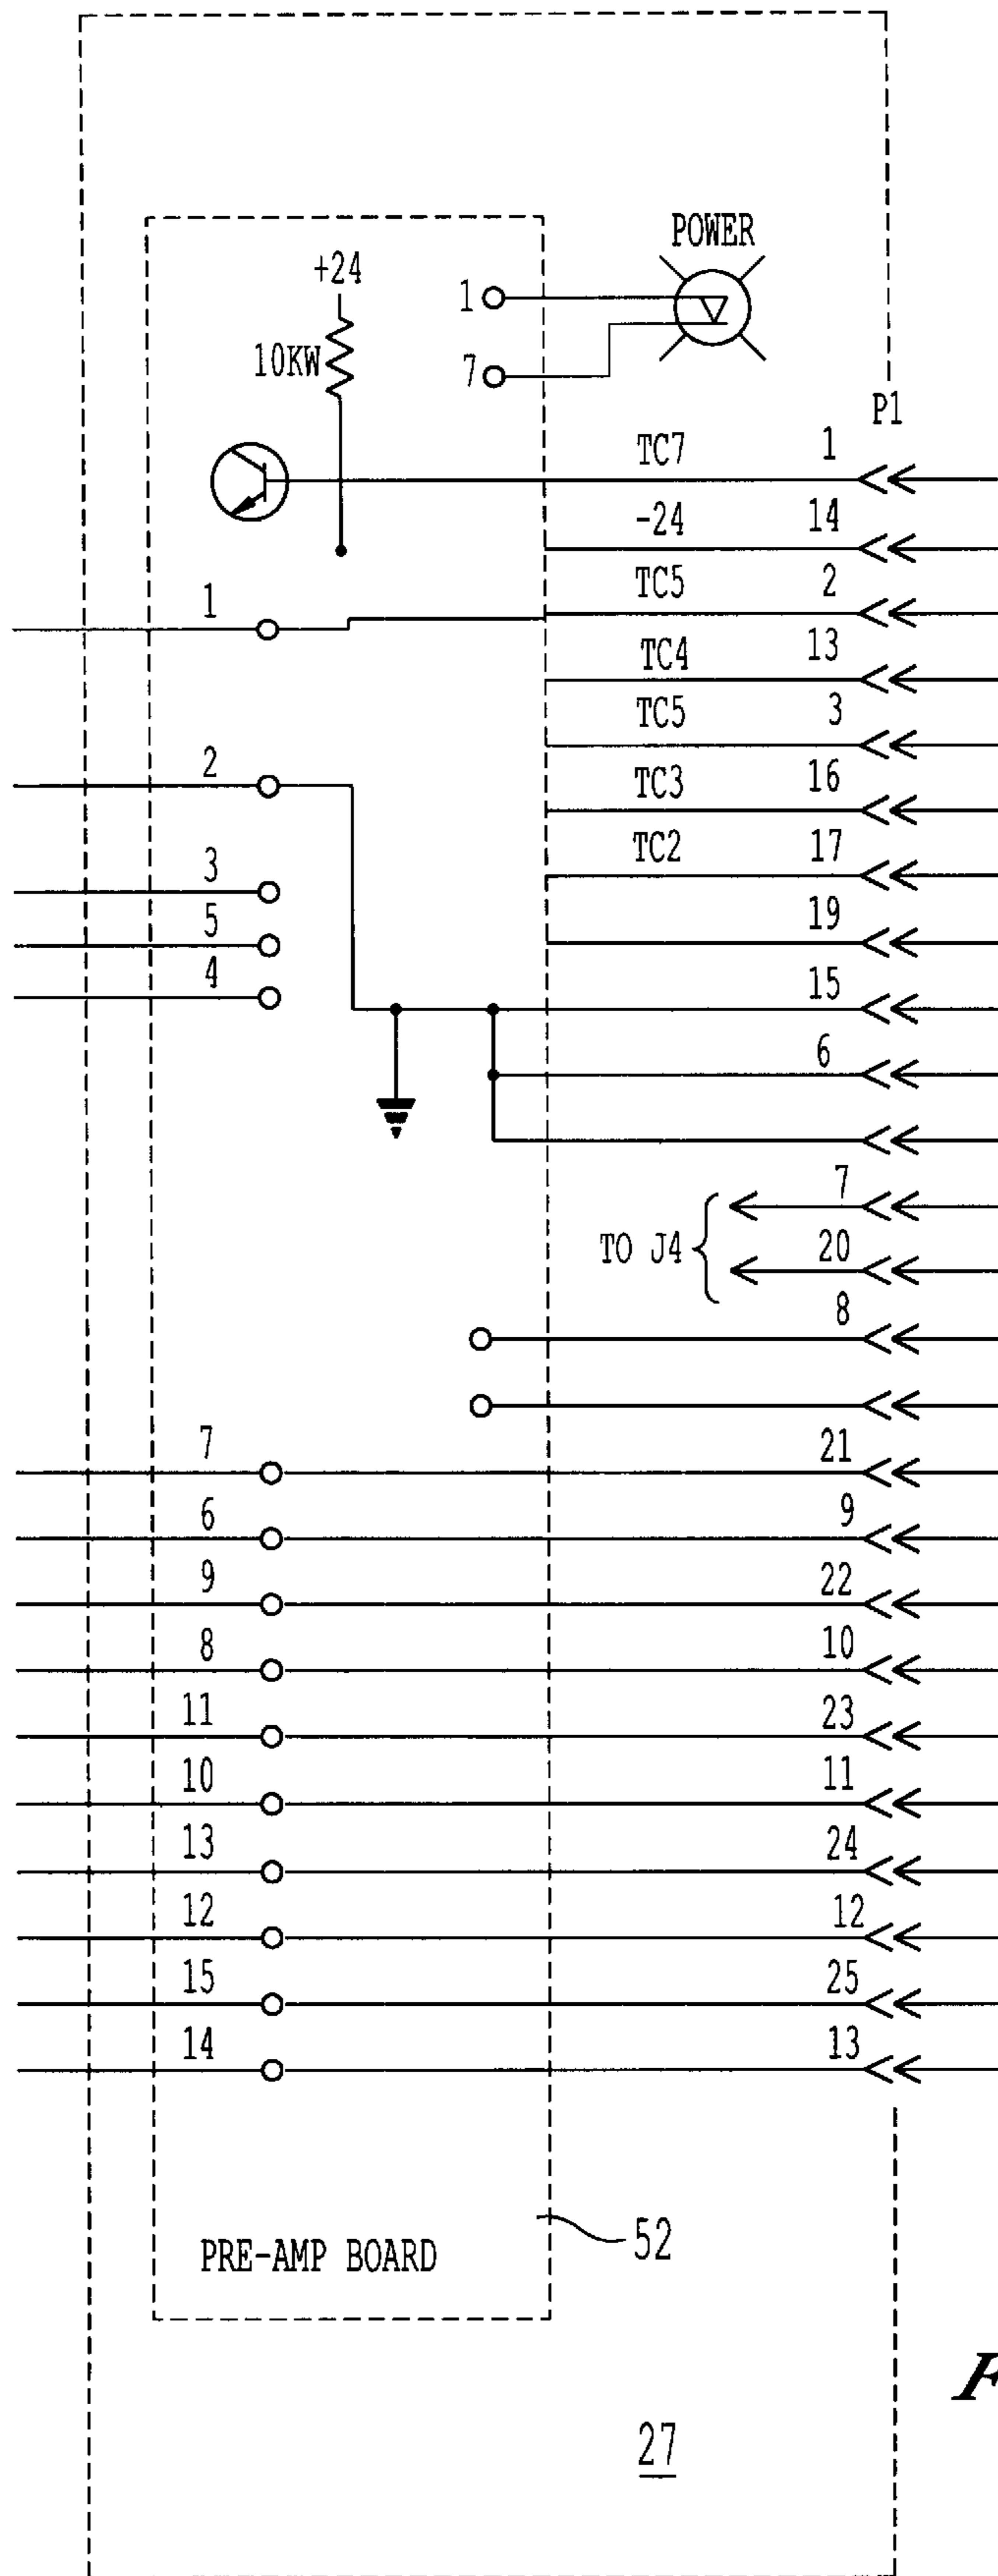 POWER
+24
1
10KW
7
P1
TC7 1
-24 14
TC5 2
1
TC4 13
TC5 3
2
TC3 16
TC2 17
3
19
5
4
15
6
7
TO J4
20
8
7 21
6 9
9 22
8 10
11 23
10 11
13 24
12 12
15 25
14 13
52
PRE-AMP BOARD
F
27